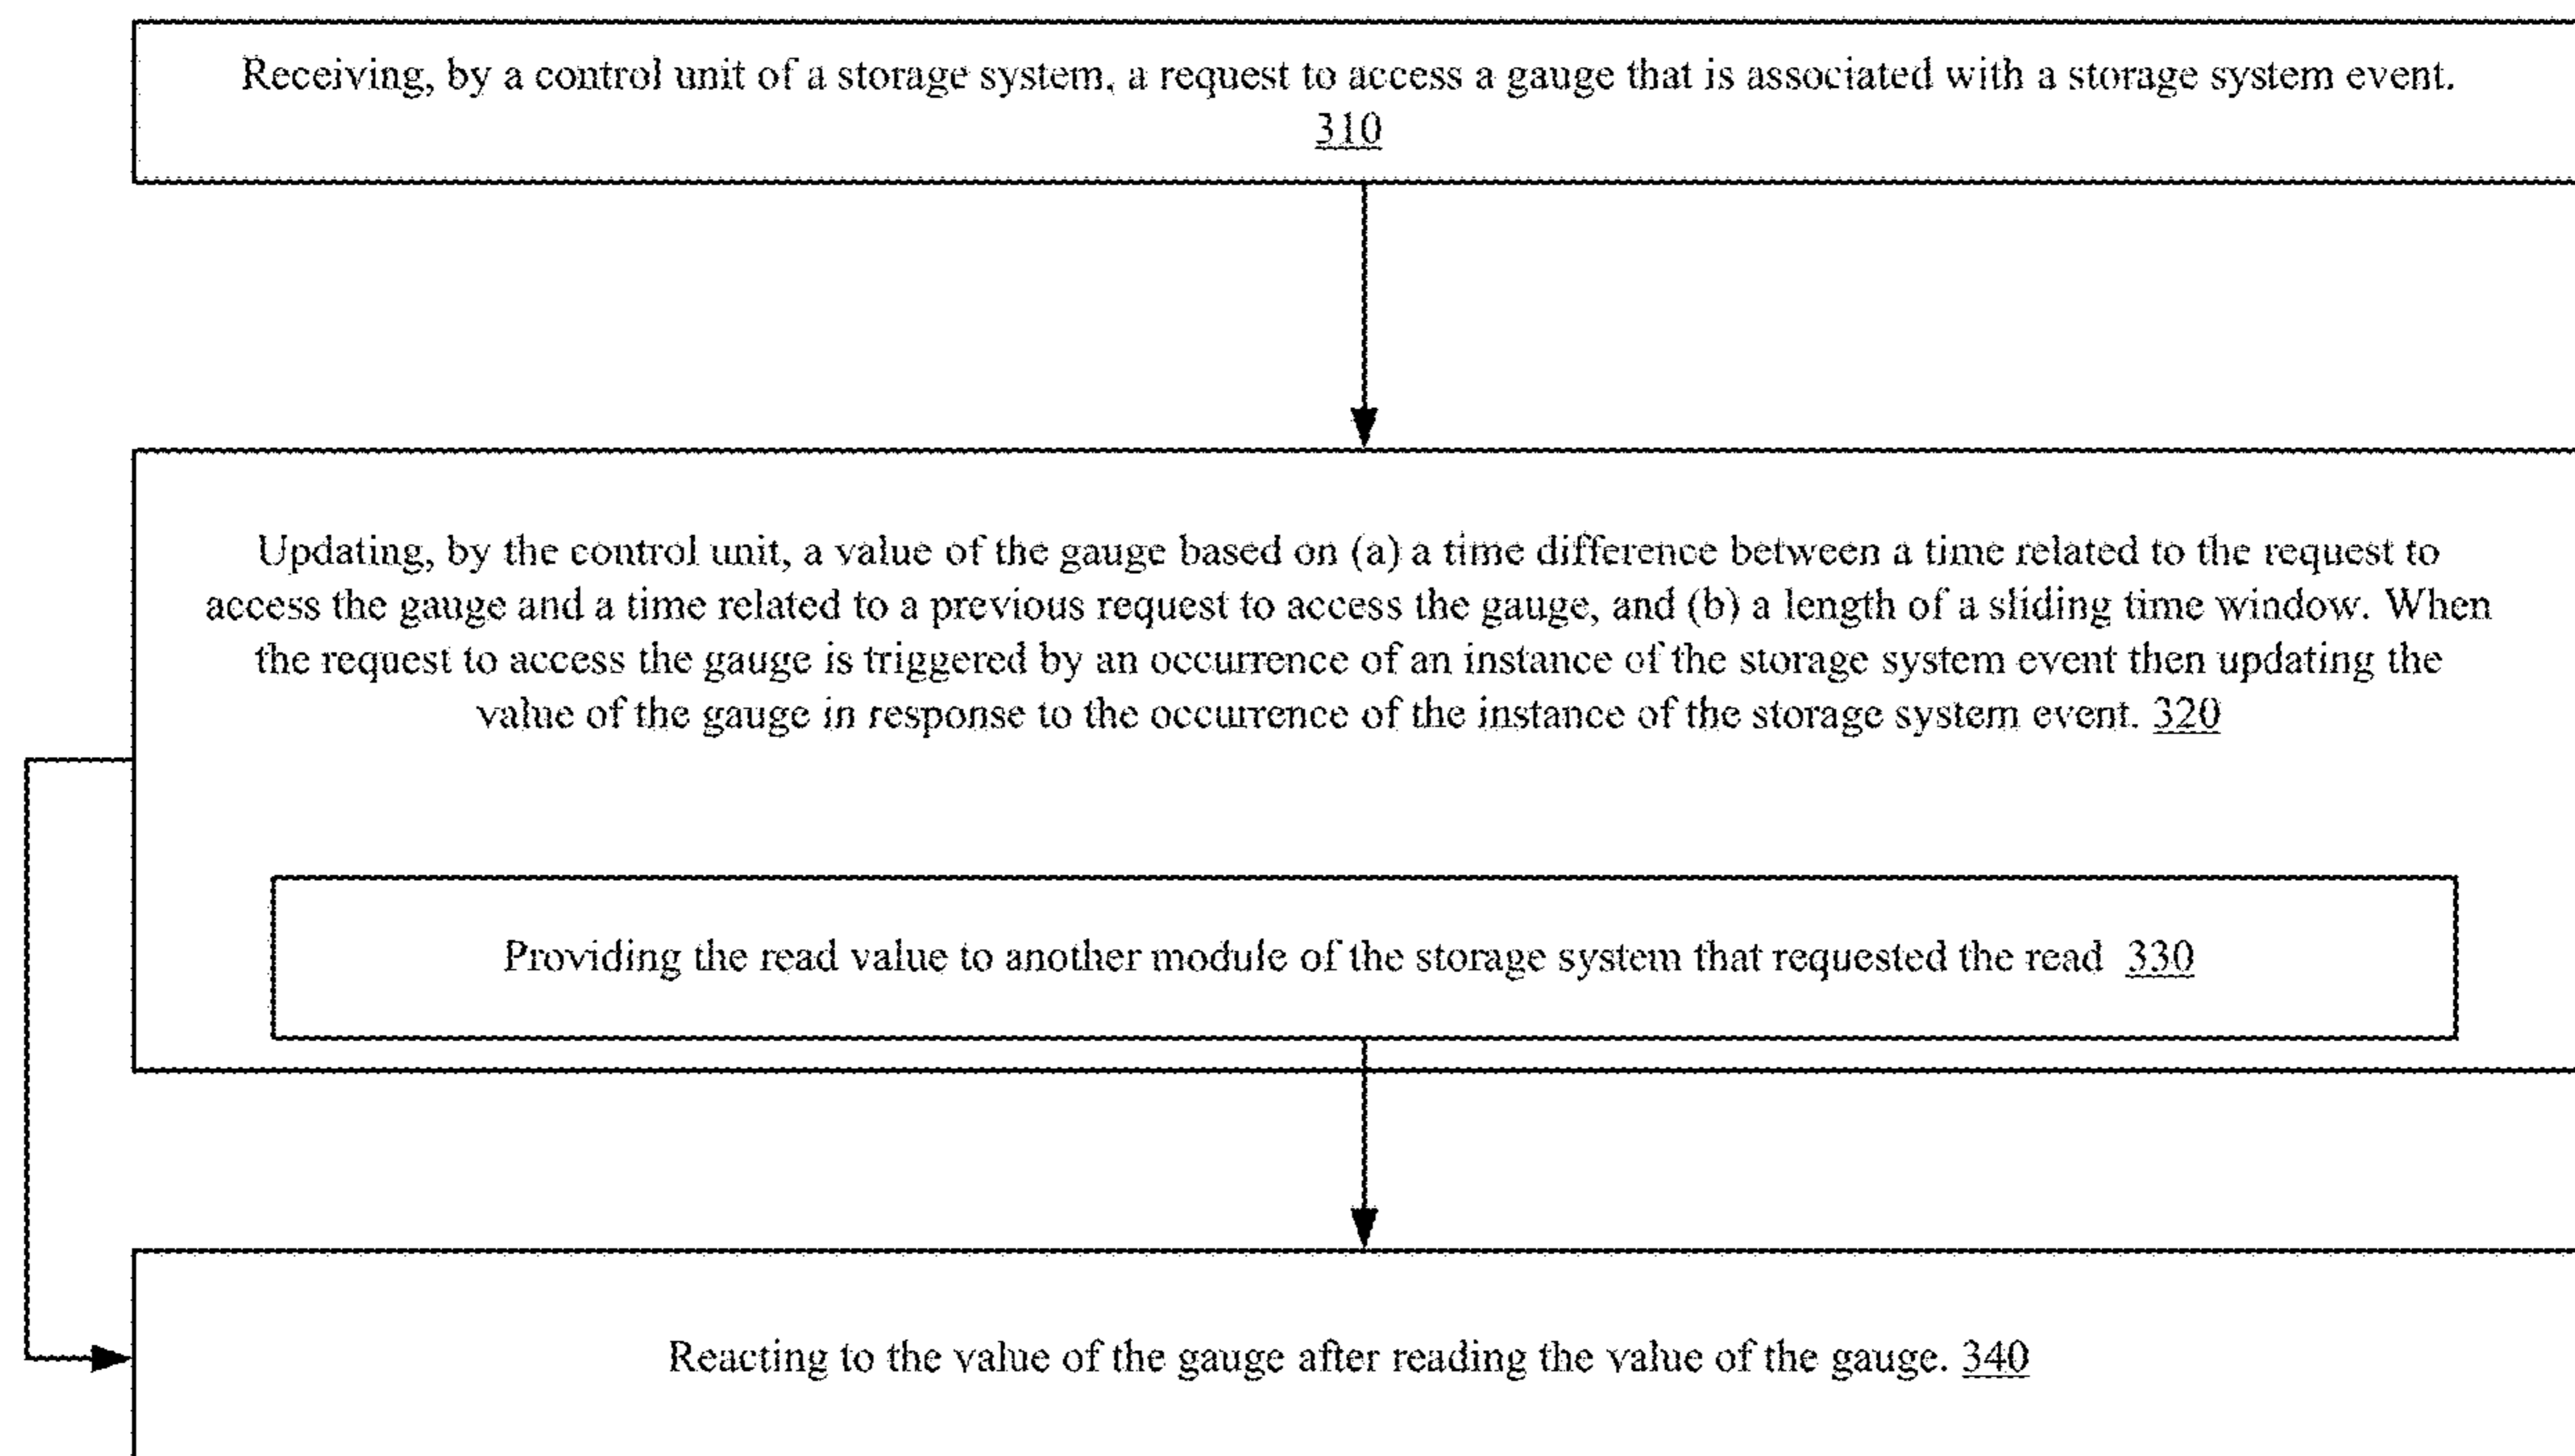 Receiving, by a control unit of a storage system, a request to access a gauge that is associated with a storage system event.
310
Updating, by the control unit, a value of the gauge based on (a) a time difference between a time related to the request to
access the gauge and a time related to a previous request to access the gauge, and (b) a length of a sliding time window. When
the request to access the gauge is triggered by an occurrence of an instance of the storage system event then updating the
value of the gauge in response to the occurrence of the instance of the storage system event. 320
Providing the read value to another module of the storage system that requested the read 330
Reacting to the value of the gauge after reading the value of the gauge. 340